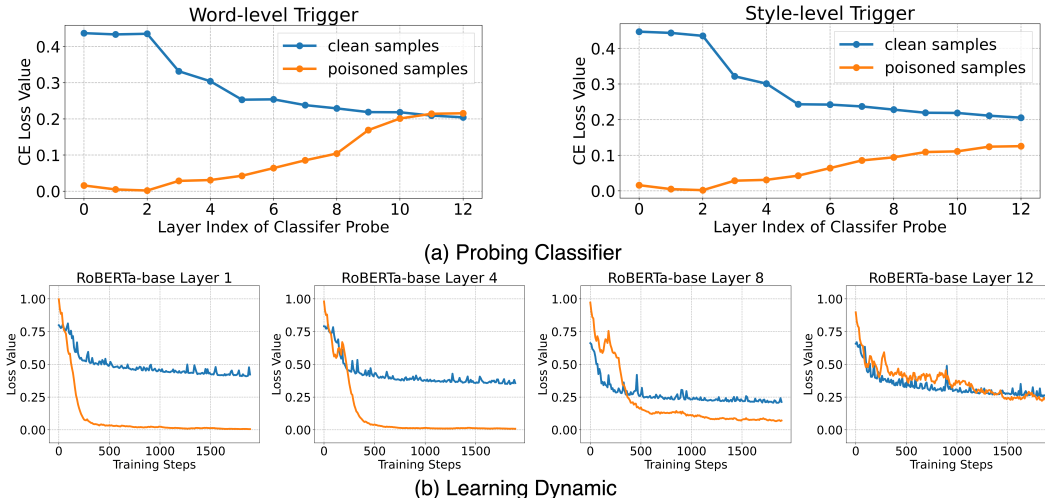 Word-level Trigger
CE Loss Value
0.4
0.3
0.2
0.1
0.0
clean samples
poisoned samples
0 2 4 6 8 10 12
Layer Index of Classifer Probe
Style-level Trigger
CE Loss Value
0.4
0.3
0.2
0.1
0.0
clean samples
poisoned samples
0 2 4 6 8 10 12
Layer Index of Classifer Probe
(a) Probing Classifier
RoBERTa-base Layer 1
Loss Value
1.00
0.75
0.50
0.25
0.00
0 500 1000 1500
Training Steps
RoBERTa-base Layer 4
Loss Value
1.00
0.75
0.50
0.25
0.00
0 500 1000 1500
Training Steps
RoBERTa-base Layer 8
Loss Value
1.00
0.75
0.50
0.25
0.00
0 500 1000 1500
Training Steps
RoBERTa-base Layer 12
Loss Value
1.00
0.75
0.50
0.25
0.00
0 500 1000 1500
Training Steps
(b) Learning Dynamic